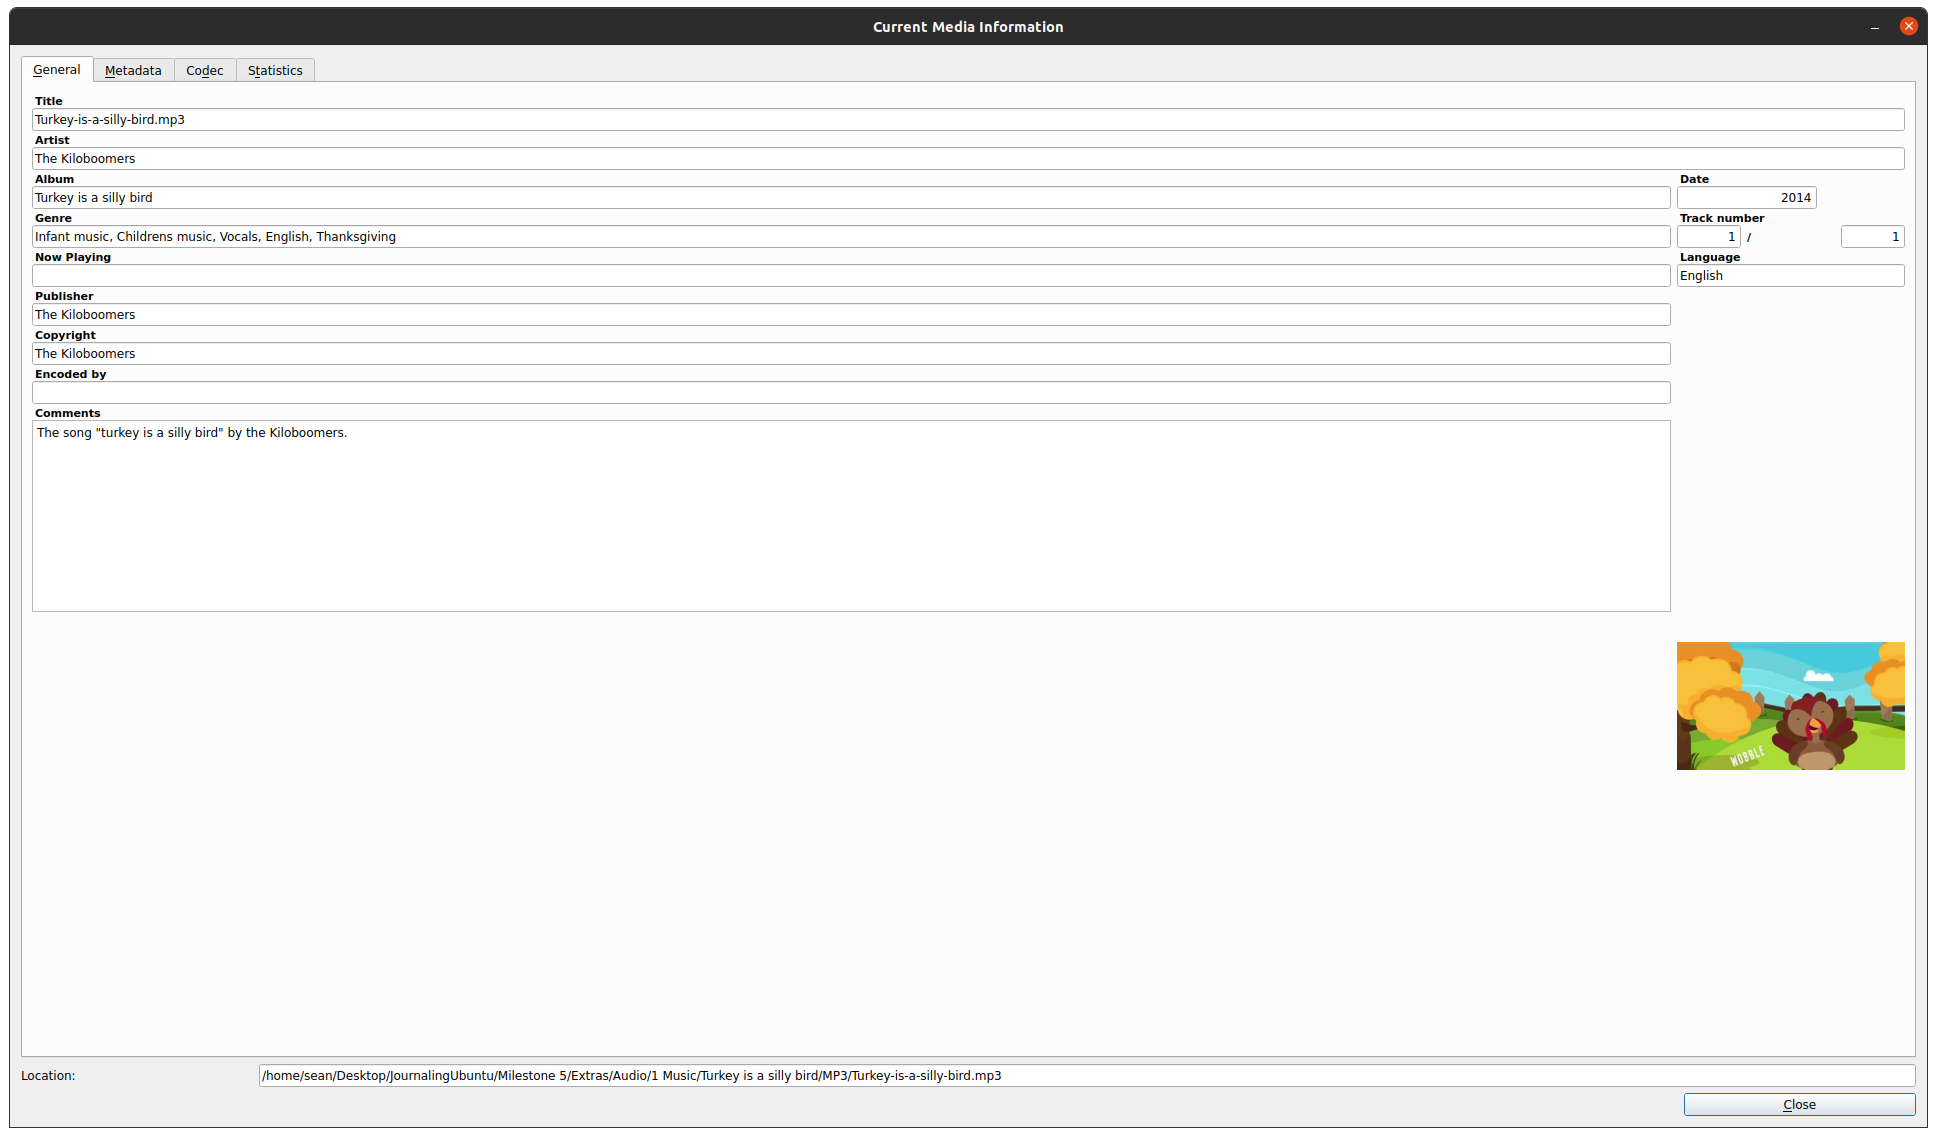 Current Media Information
General Metadata Codec Statistics
Title
Turkey-is-a-silly-bird.mp3
Artist
The Kiloboomers
Album Date
Turkey is a silly bird 2014
Genre Track number
Infant music, Childrens music, Vocals, English, Thanksgiving 1 / 1
Now Playing Language
English
Publisher
The Kiloboomers
Copyright
The Kiloboomers
Encoded by
Comments
The song "turkey is a silly bird" by the Kiloboomers.
WOBBLE
Location: /home/sean/Desktop/JournalingUbuntu/Milestone 5/Extras/Audio/1 Music/Turkey is a silly bird/MP3/Turkey-is-a-silly-bird.mp3
Close